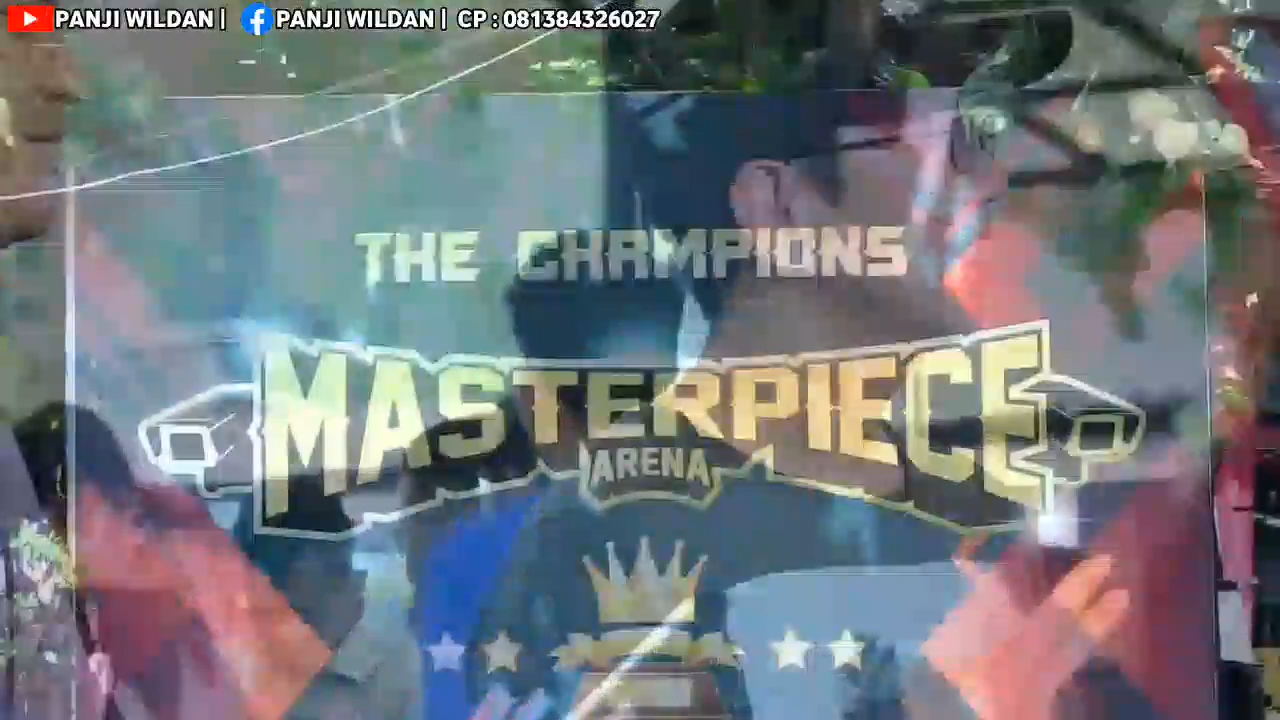 PANJI WILDAN | PANJI WILDAN | CP : 081384326027
THE CHAMPIONS
MASTERPIECE
ARENA